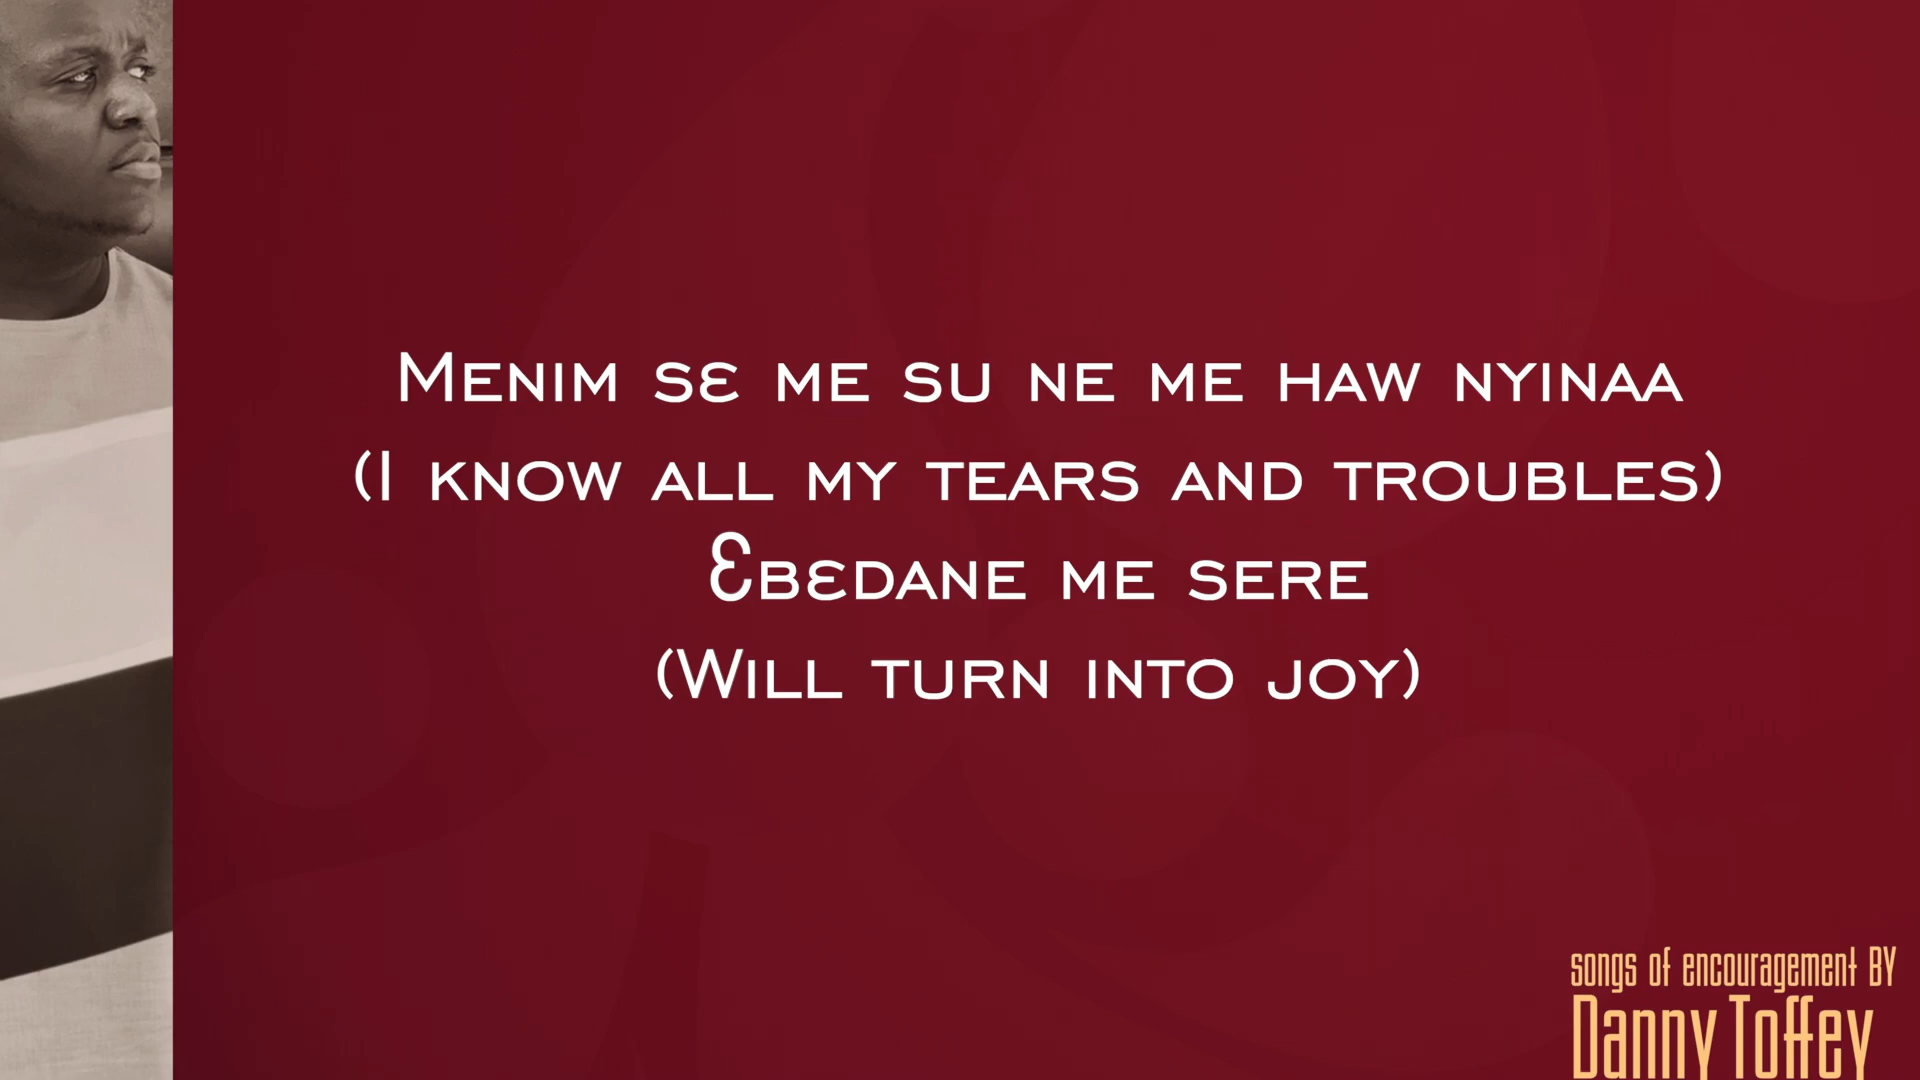 Menim sɛ me su ne me haw nyinaa
(I know all my tears and troubles)
Ɛbɛdane me sere
(Will turn into joy)
songs of encouragement BY
Danny Toffey